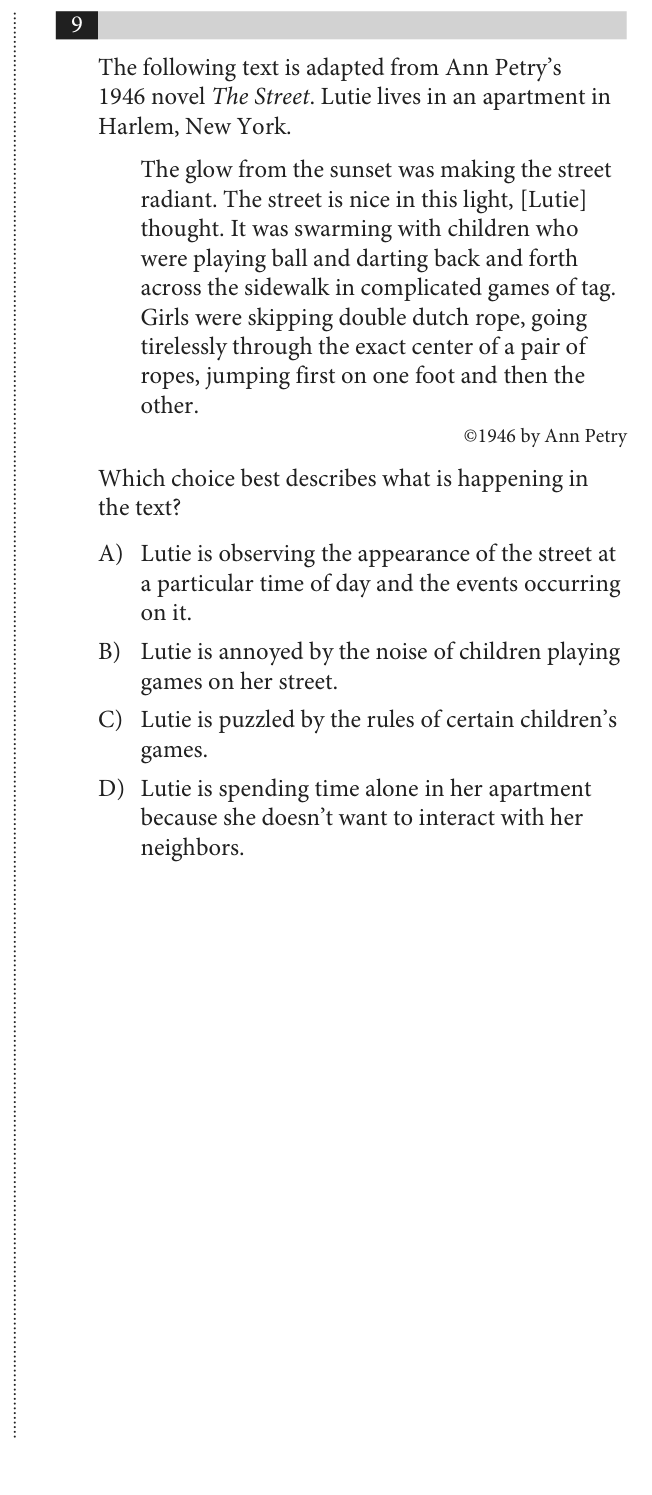 9
The following text is adapted from Ann Petry’s
1946 novel The Street. Lutie lives in an apartment in
Harlem, New York.
The glow from the sunset was making the street
radiant. The street is nice in this light, [Lutie]
thought. It was swarming with children who
were playing ball and darting back and forth
across the sidewalk in complicated games of tag.
Girls were skipping double dutch rope, going
tirelessly through the exact center of a pair of
ropes, jumping first on one foot and then the
other.
©1946 by Ann Petry
Which choice best describes what is happening in
the text?
A) Lutie is observing the appearance of the street at
a particular time of day and the events occurring
on it.
B) Lutie is annoyed by the noise of children playing
games on her street.
C) Lutie is puzzled by the rules of certain children’s
games.
D) Lutie is spending time alone in her apartment
because she doesn’t want to interact with her
neighbors.